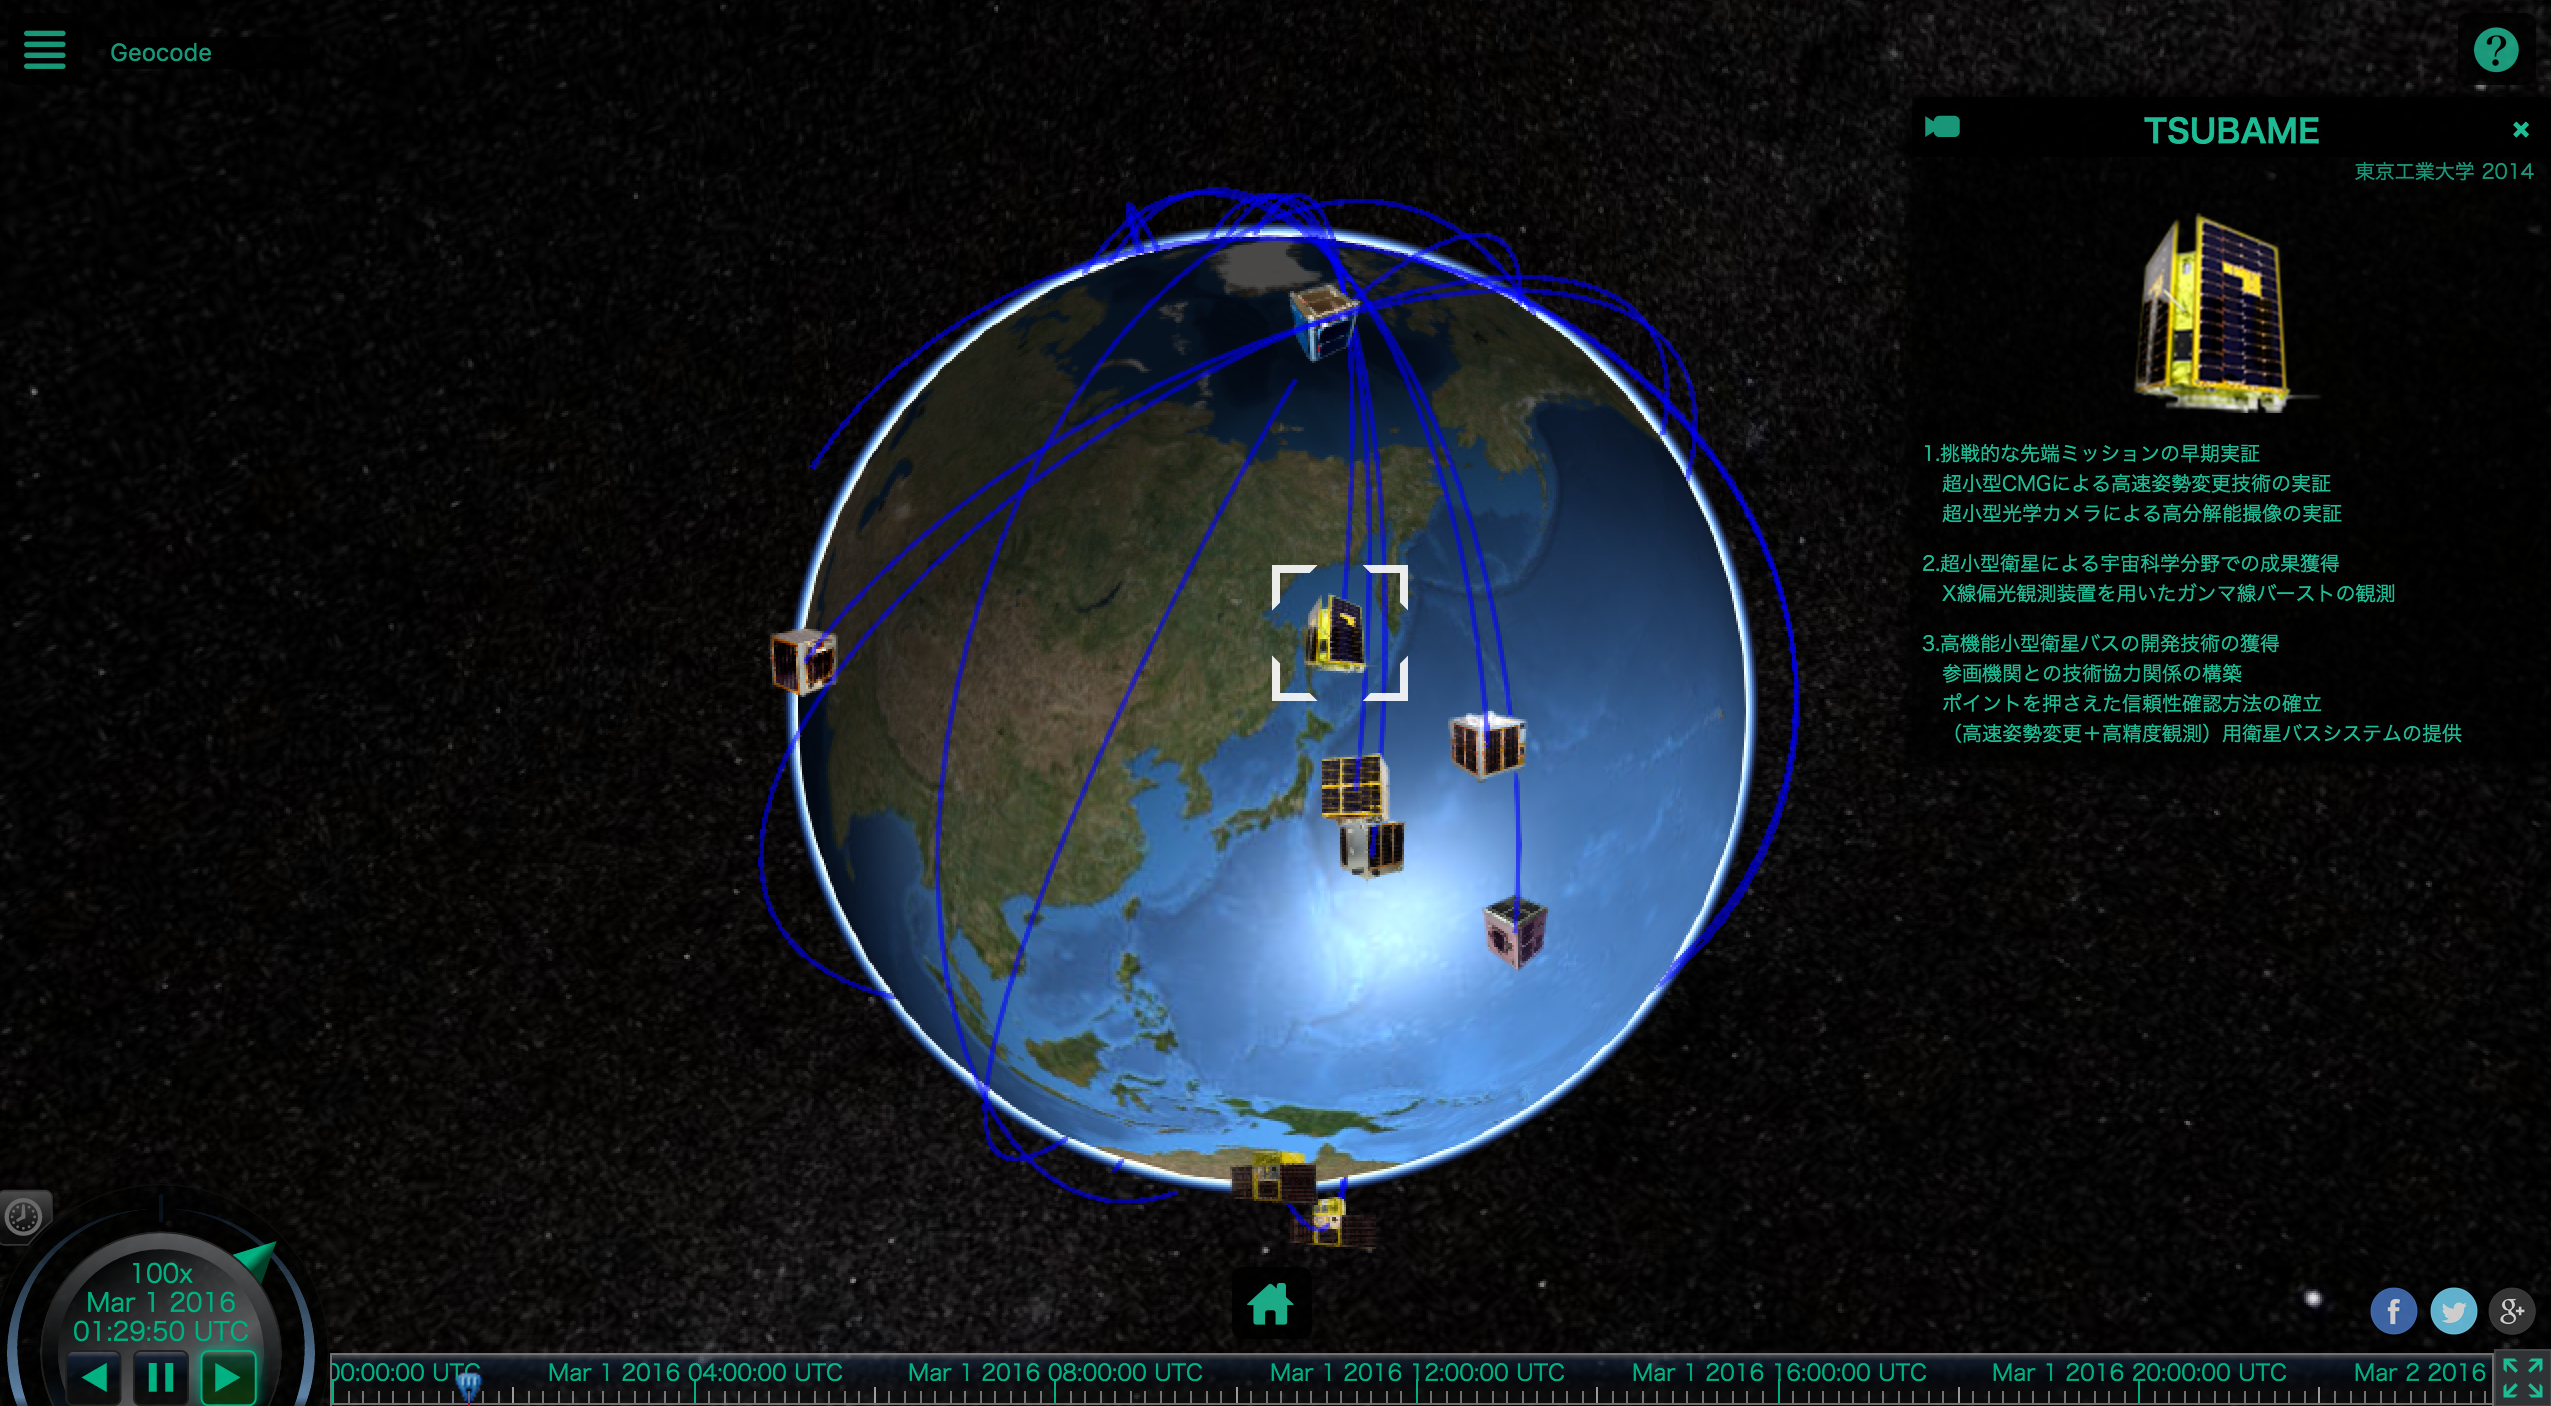 Geocode
?
TSUBAME
東京工業大学 2014
1.挑戦的な先端ミッションの早期実証
超小型CMGによる高速姿勢変更技術の実証
超小型光学カメラによる高分解能撮像の実証
2.超小型衛星による宇宙科学分野での成果獲得
X線偏光観測装置を用いたガンマ線バーストの観測
3.高機能小型衛星バスの開発技術の獲得
参画機関との技術協力関係の構築
ポイントを押さえた信頼性確認方法の確立
（高速姿勢変更＋高精度観測）用衛星バスシステムの提供
100x
Mar 1 2016
01:29:50 UTC
f
g+
00:00:00 UTC
Mar 1 2016 04:00:00 UTC
Mar 1 2016 08:00:00 UTC
Mar 1 2016 12:00:00 UTC
Mar 1 2016 16:00:00 UTC
Mar 1 2016 20:00:00 UTC
Mar 2 2016